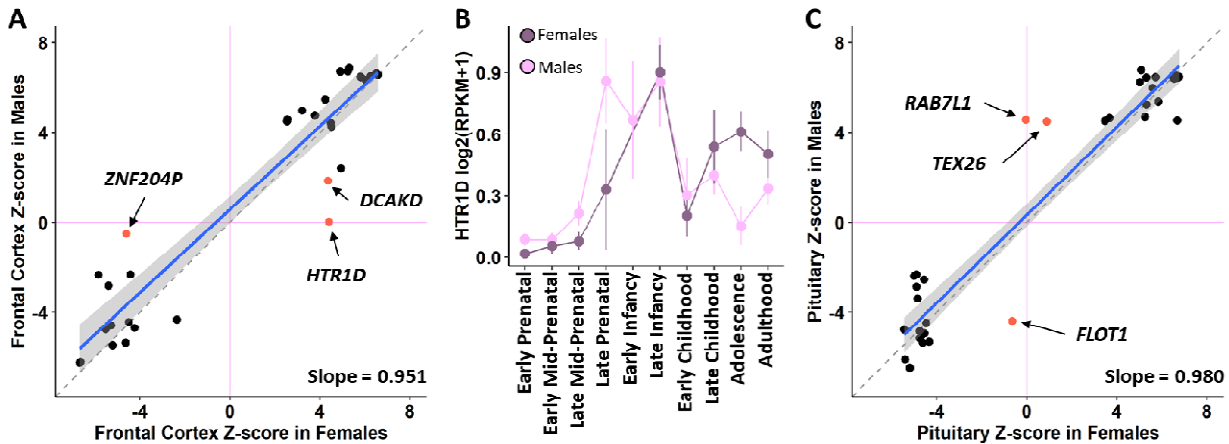 A
Frontal Cortex Z-score in Males
8
4
0
-4
ZNF204P
DCAKD
HTR1D
Slope = 0.951
-4
0
4
8
Frontal Cortex Z-score in Females
B
Females
Males
HTR1D log2(RPKM+1)
0.9
0.6
0.3
0.0
Early Prenatal
Early Mid-Prenatal
Late Mid-Prenatal
Late Prenatal
Early Infancy
Late Infancy
Early Childhood
Late Childhood
Adolescence
Adulthood
C
Pituitary Z-score in Males
8
4
0
-4
RAB7L1
TEX26
FLOT1
Slope = 0.980
-4
0
4
8
Pituitary Z-score in Females